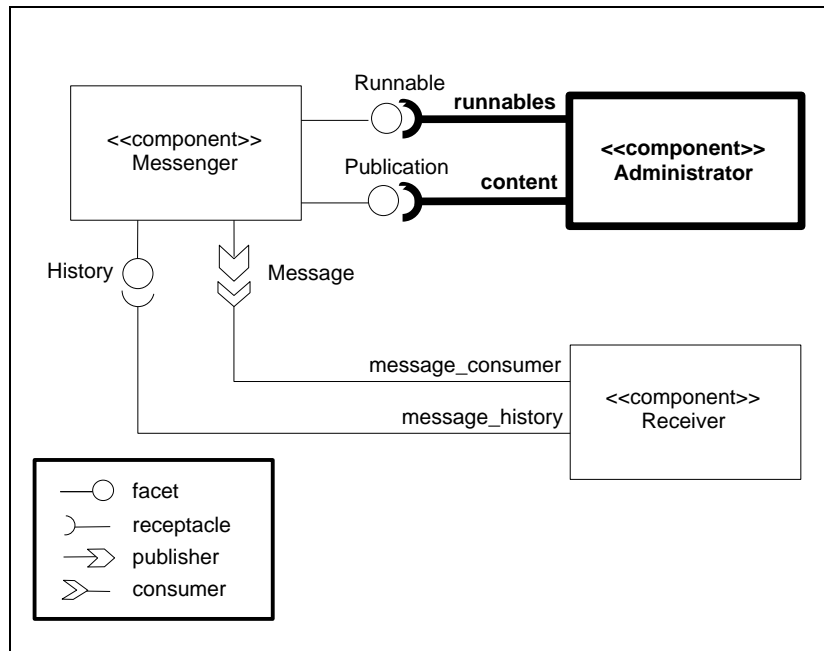 Runnable
runnables
<<component>>
Messenger
<<component>>
Administrator
Publication
content
History
Message
message_consumer
<<component>>
Receiver
message_history
facet
receptacle
publisher
consumer